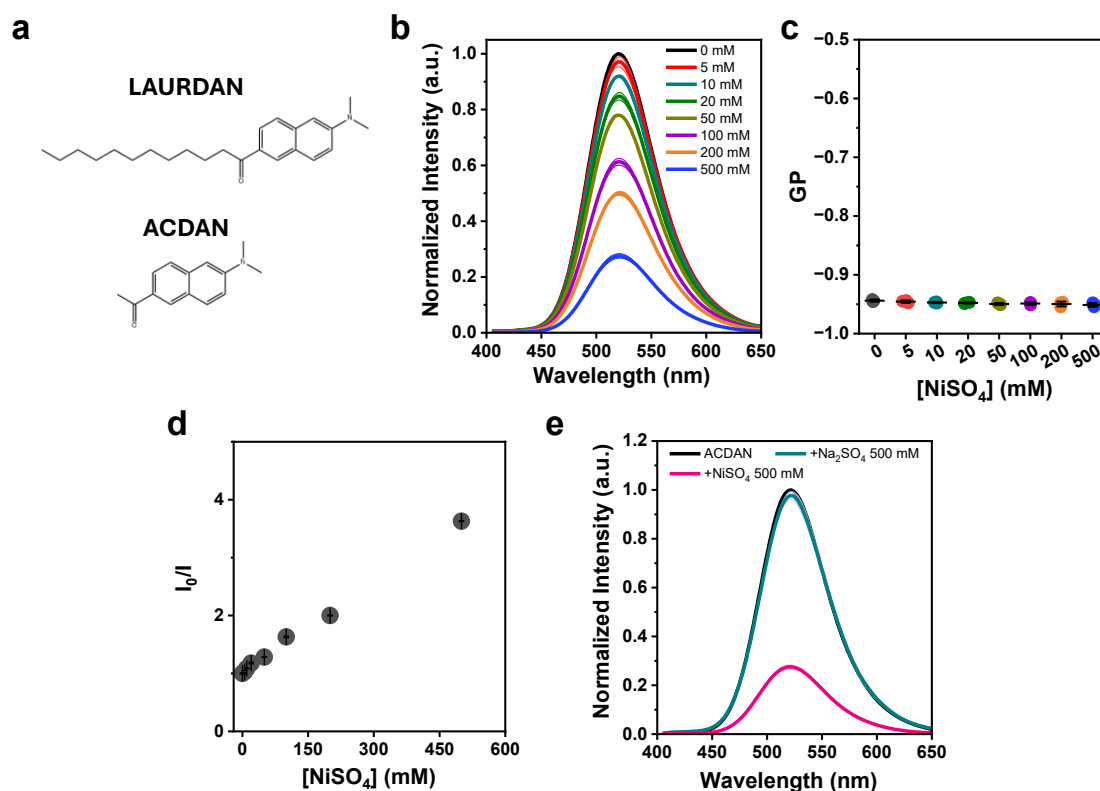 a
LAURDAN
N
O
ACDAN
N
O
b
Normalized Intensity (a.u.)
1.0
0.8
0.6
0.4
0.2
0.0
0 mM
5 mM
10 mM
20 mM
50 mM
100 mM
200 mM
500 mM
400 450 500 550 600 650
Wavelength (nm)
c
GP
−0.5
−0.6
−0.7
−0.8
−0.9
−1.0
0 5 10 20 50 100 200 500
[NiSO₄] (mM)
d
I₀/I
4
2
0
0 150 300 450 600
[NiSO₄] (mM)
e
Normalized Intensity (a.u.)
1.2
1.0
0.8
0.6
0.4
0.2
0.0
ACDAN
+Na₂SO₄ 500 mM
+NiSO₄ 500 mM
400 450 500 550 600 650
Wavelength (nm)